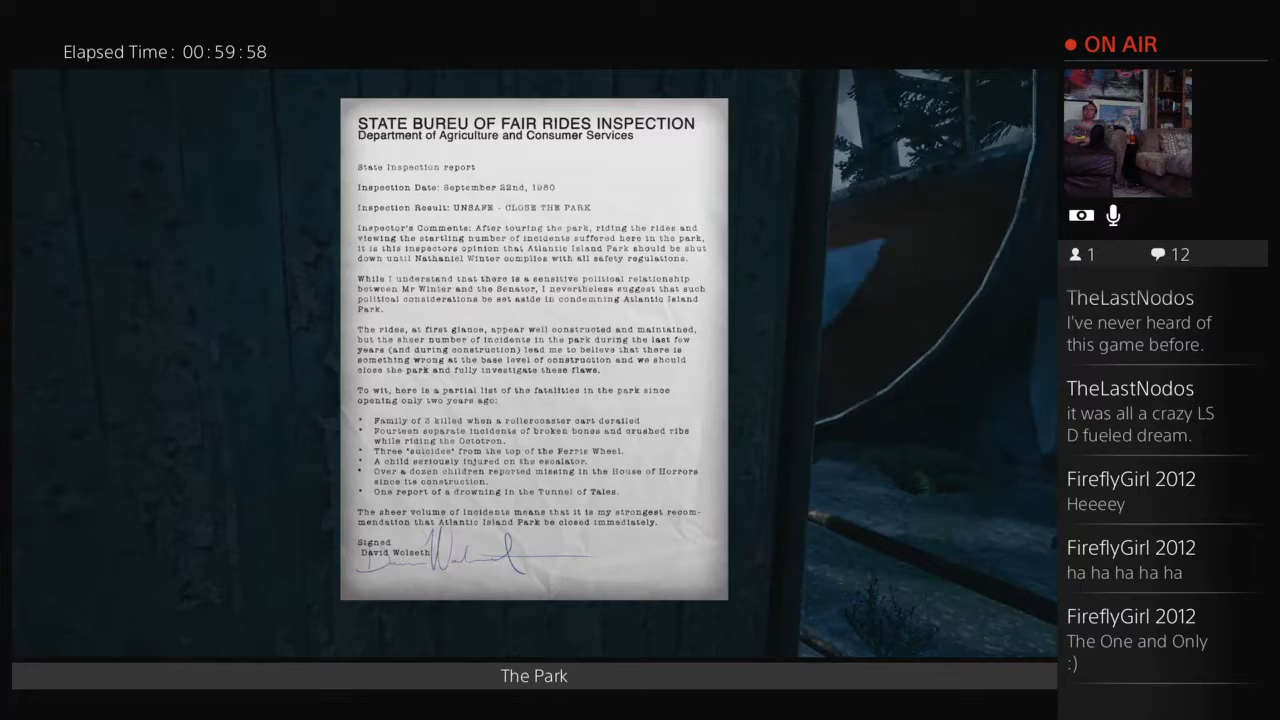 Elapsed Time: 00:59:58
STATE BUREU OF FAIR RIDES INSPECTION
Department of Agriculture and Consumer Services
State Inspection report
Inspection Date: September 22nd, 1980
Inspection Result: UNSAFE - CLOSE THE PARK
Inspector's Comments: After touring the park, riding the rides and
viewing the startling number of incidents suffered here in the park,
it is this inspectors opinion that Atlantic Island Park should be shut
down until Nathaniel Winter complies with all safety regulations.
While I understand that there is a sensitive political relationship
between Mr Winter and the Senator, I nevertheless suggest that such
political considerations be set aside in condemning Atlantic Island
Park.
The rides, at first glance, appear well constructed and maintained,
but the sheer number of incidents in the park during the last few
years (and during construction) lead me to believe that there is
something wrong at the base level of construction and we should
close the park and fully investigate these flaws.
To wit, here is a partial list of the fatalities in the park since
opening only two years ago:
* Family of 3 killed when a rollercoaster cart derailed
* Fourteen separate incidents of broken bones and crushed ribs
while riding the Octotron.
* Three "suicides" from the top of the Ferris Wheel.
* A child seriously injured on the escalator.
* Over a dozen children reported missing in the House of Horrors
since its construction.
* One report of a drowning in the Tunnel of Tales.
The sheer volume of incidents means that it is my strongest recom-
mendation that Atlantic Island Park be closed immediately.
Signed
David Wolseth
The Park
ON AIR
1 12
TheLastNodos
I've never heard of
this game before.
TheLastNodos
it was all a crazy LS
D fueled dream.
FireflyGirl 2012
Heeeey
FireflyGirl 2012
ha ha ha ha ha
FireflyGirl 2012
The One and Only
:)